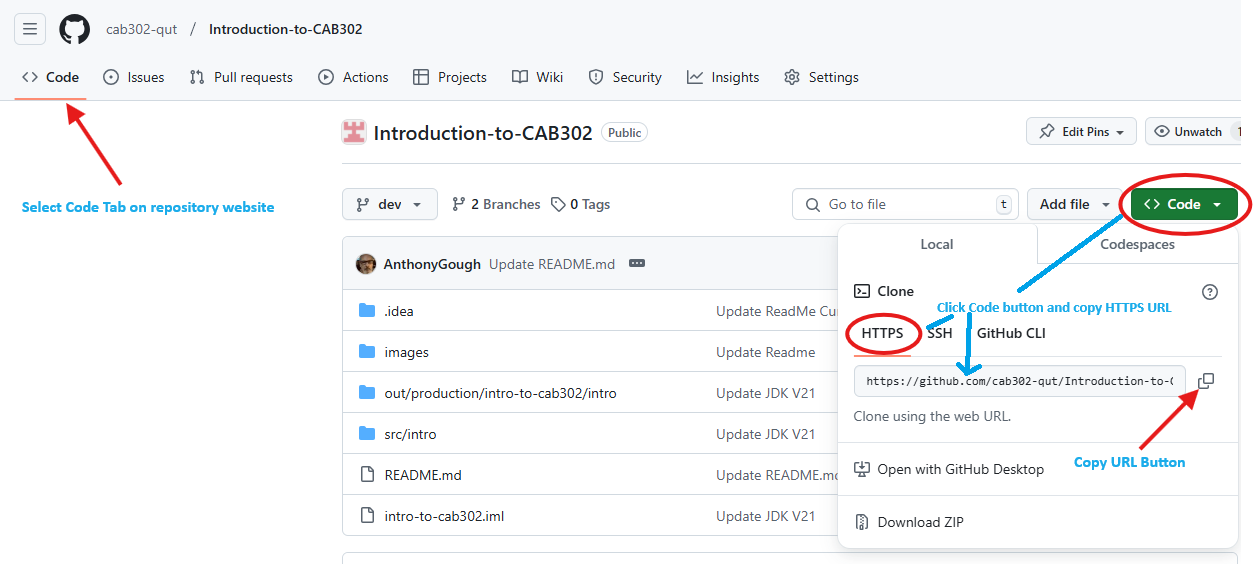 cab302-qut / Introduction-to-CAB302
Code Issues Pull requests Actions Projects Wiki Security Insights Settings
Introduction-to-CAB302 Public
Edit Pins Unwatch 1
Select Code Tab on repository website
dev 2 Branches 0 Tags Go to file t Add file Code
Local Codespaces
AnthonyGough Update README.md
Clone
.idea Update ReadMe Cu
Click Code button and copy HTTPS URL
HTTPS SSH GitHub CLI
images Update Readme
https://github.com/cab302-qut/Introduction-to-C
out/production/intro-to-cab302/intro Update JDK V21
Clone using the web URL.
src/intro Update JDK V21
Copy URL Button
Open with GitHub Desktop
README.md Update README.md
intro-to-cab302.iml Update JDK V21
Download ZIP